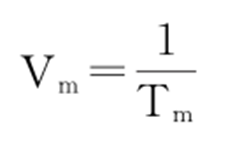 Vₘ = 1/Tₘ